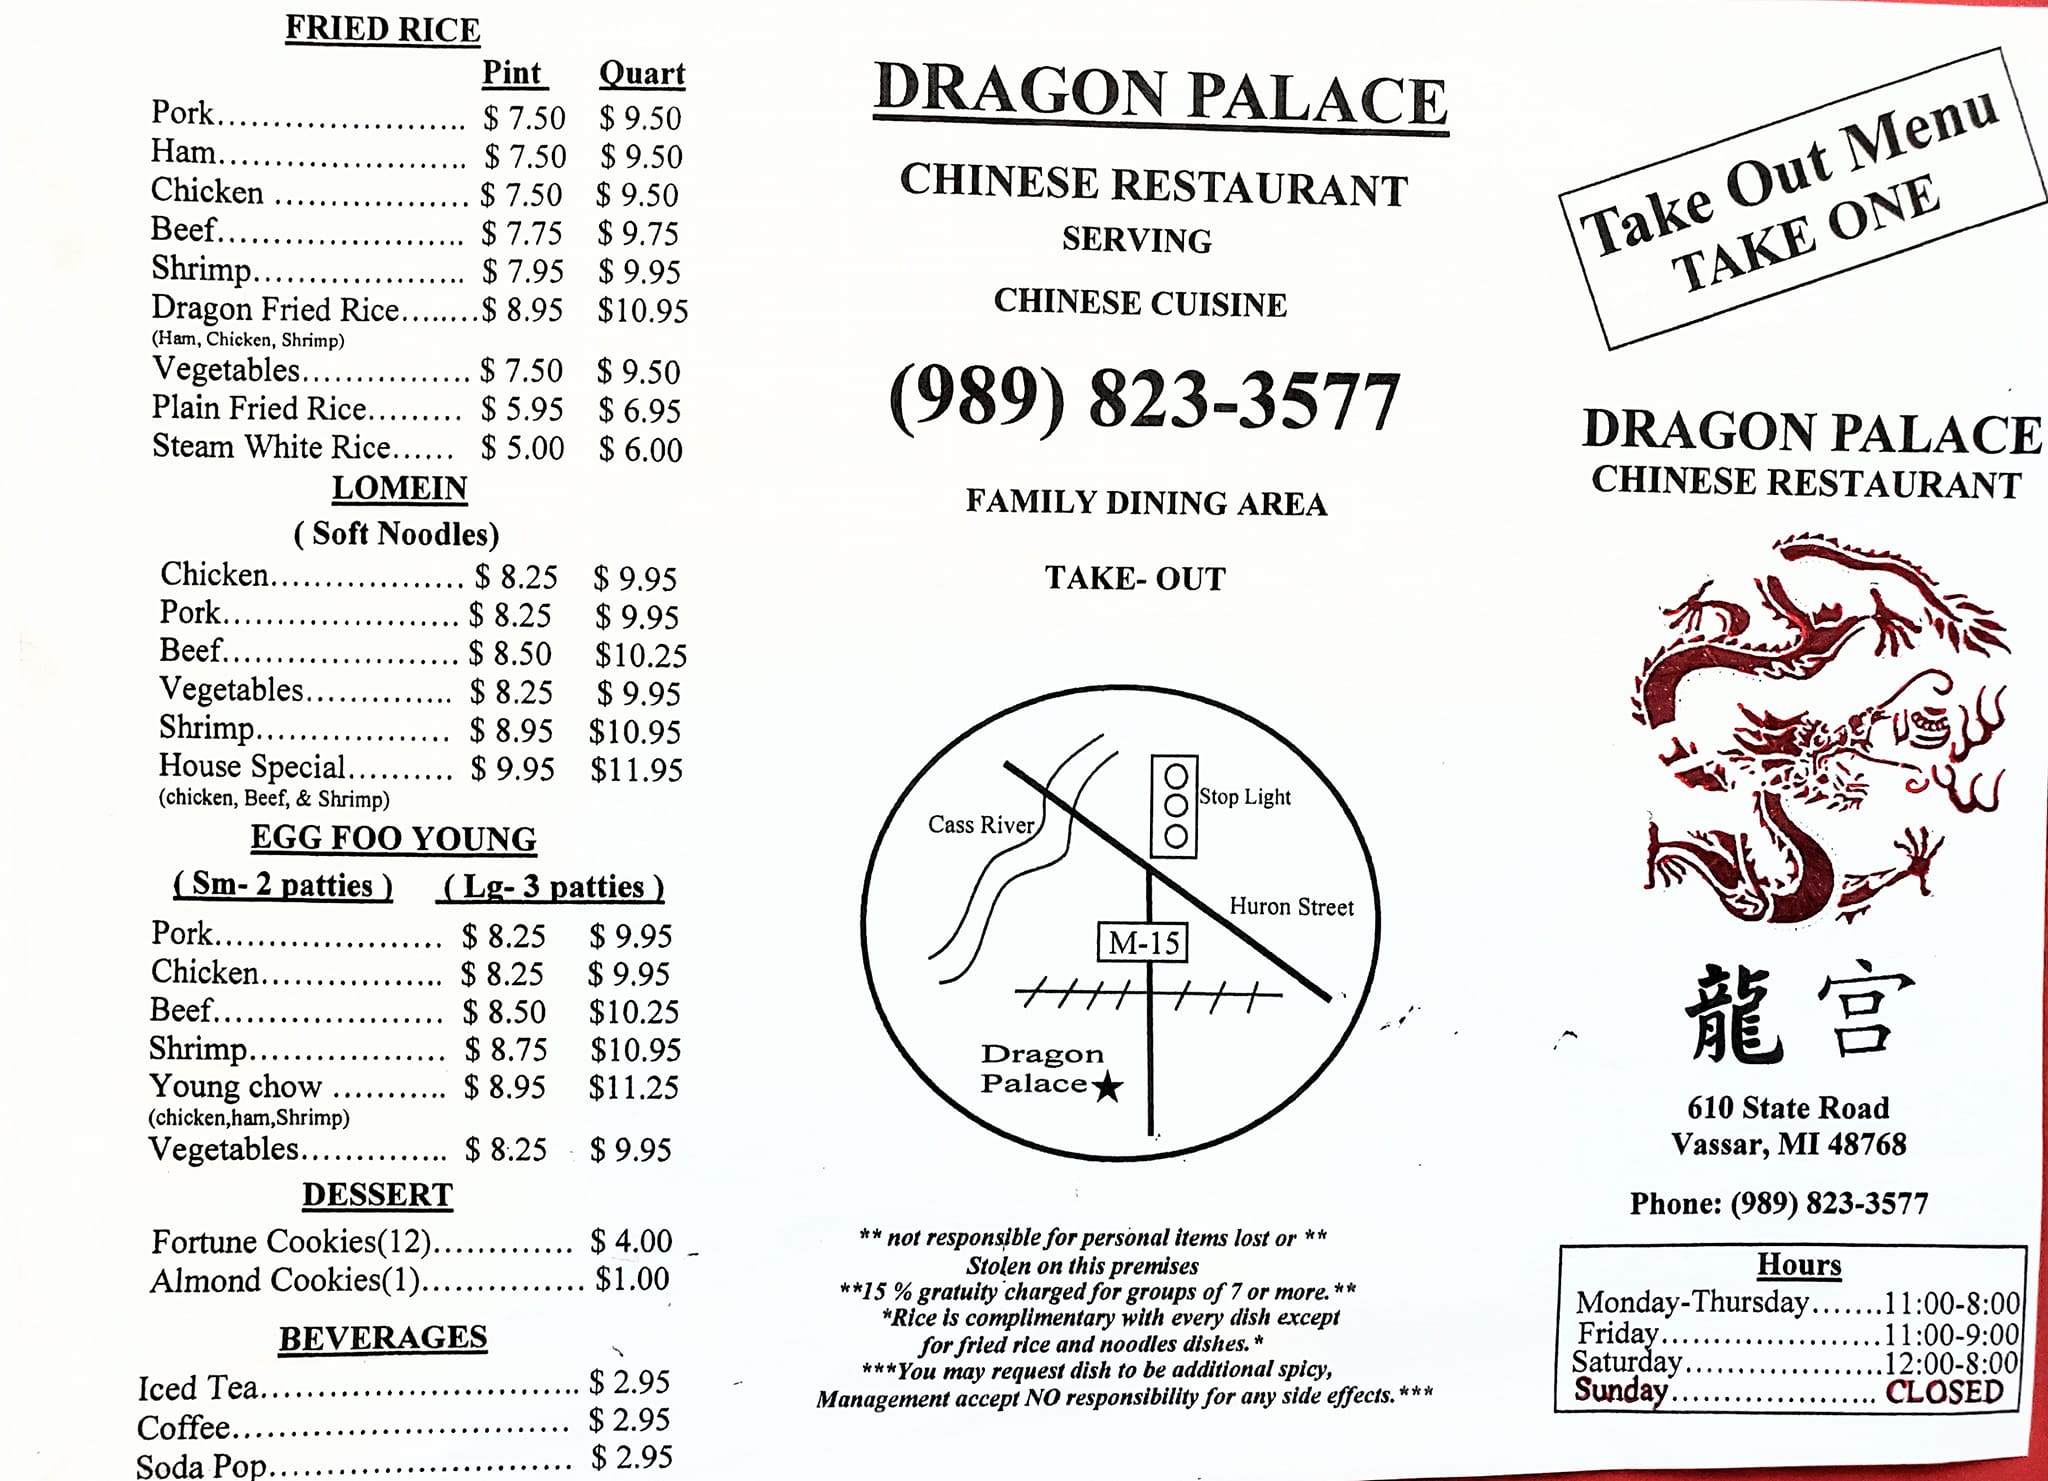 FRIED RICE
Pint Quart
Pork...................... $ 7.50 $ 9.50
Ham...................... $ 7.50 $ 9.50
Chicken .................. $ 7.50 $ 9.50
Beef...................... $ 7.75 $ 9.75
Shrimp................... $ 7.95 $ 9.95
Dragon Fried Rice........$ 8.95 $10.95
(Ham, Chicken, Shrimp)
Vegetables............... $ 7.50 $ 9.50
Plain Fried Rice......... $ 5.95 $ 6.95
Steam White Rice...... $ 5.00 $ 6.00
LOMEIN
( Soft Noodles)
Chicken.................. $ 8.25 $ 9.95
Pork...................... $ 8.25 $ 9.95
Beef...................... $ 8.50 $10.25
Vegetables.............. $ 8.25 $ 9.95
Shrimp.................. $ 8.95 $10.95
House Special.......... $ 9.95 $11.95
(chicken, Beef, & Shrimp)
EGG FOO YOUNG
( Sm- 2 patties ) ( Lg- 3 patties )
Pork..................... $ 8.25 $ 9.95
Chicken................. $ 8.25 $ 9.95
Beef..................... $ 8.50 $10.25
Shrimp.................. $ 8.75 $10.95
Young chow ........... $ 8.95 $11.25
(chicken,ham,Shrimp)
Vegetables.............. $ 8.25 $ 9.95
DESSERT
Fortune Cookies(12)............. $ 4.00
Almond Cookies(1)............... $1.00
BEVERAGES
Iced Tea............................. $ 2.95
Coffee............................... $ 2.95
Soda Pop............................ $ 2.95
DRAGON PALACE
CHINESE RESTAURANT
SERVING
CHINESE CUISINE
(989) 823-3577
FAMILY DINING AREA
TAKE- OUT
Stop Light
Cass River
Huron Street
M-15
Dragon
Palace
** not responsible for personal items lost or **
Stolen on this premises
**15 % gratuity charged for groups of 7 or more.**
*Rice is complimentary with every dish except
for fried rice and noodles dishes.*
***You may request dish to be additional spicy,
Management accept NO responsibility for any side effects.***
Take Out Menu
TAKE ONE
DRAGON PALACE
CHINESE RESTAURANT
龍宮
610 State Road
Vassar, MI 48768
Phone: (989) 823-3577
Hours
Monday-Thursday.......11:00-8:00
Friday....................11:00-9:00
Saturday..................12:00-8:00
Sunday................... CLOSED